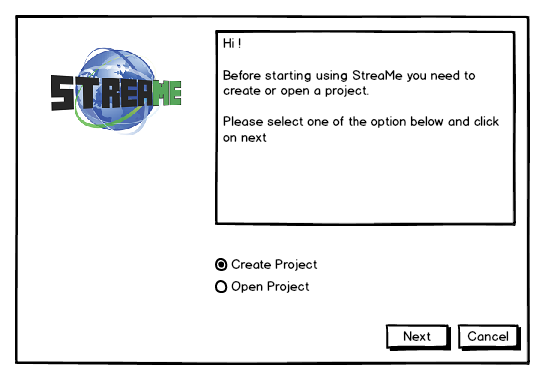 STREAME
Hi !
Before starting using StreaMe you need to
create or open a project.
Please select one of the option below and click
on next
Create Project
Open Project
Next
Cancel